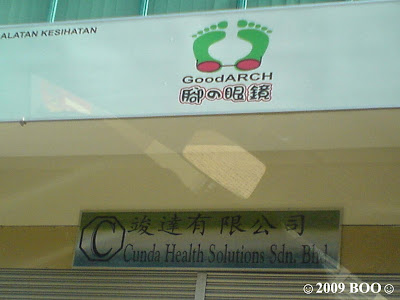 ALATAN KESIHATAN
GoodARCH
腳の眼鏡
C
竣達有限公司
Cunda Health Solutions Sdn. Bhd
☺2009 BOO☺